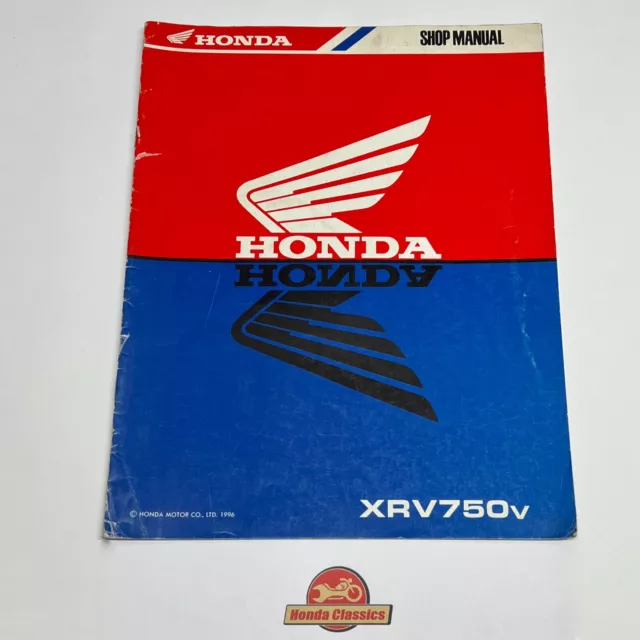 HONDA
SHOP MANUAL
HONDA
HONDA
© HONDA MOTOR CO., LTD. 1996
XRV750V
Honda Classics